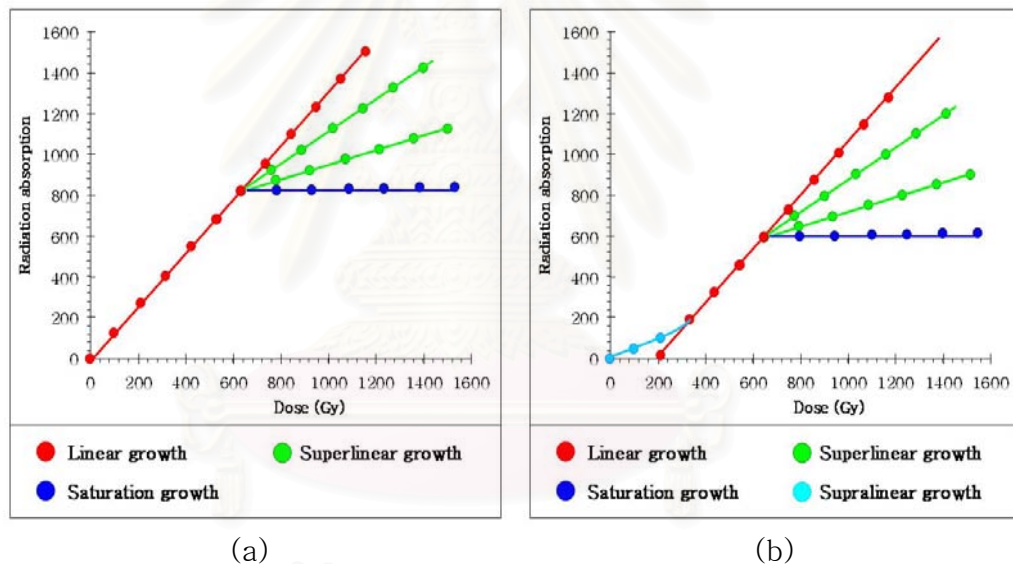 1600
1400
1200
1000
800
600
400
200
0
Radiation absorption
0 200 400 600 800 1000 1200 1400 1600
Dose (Gy)
Linear growth
Superlinear growth
Saturation growth
(a)
1600
1400
1200
1000
800
600
400
200
0
Radiation absorption
0 200 400 600 800 1000 1200 1400 1600
Dose (Gy)
Linear growth
Superlinear growth
Saturation growth
Supralinear growth
(b)